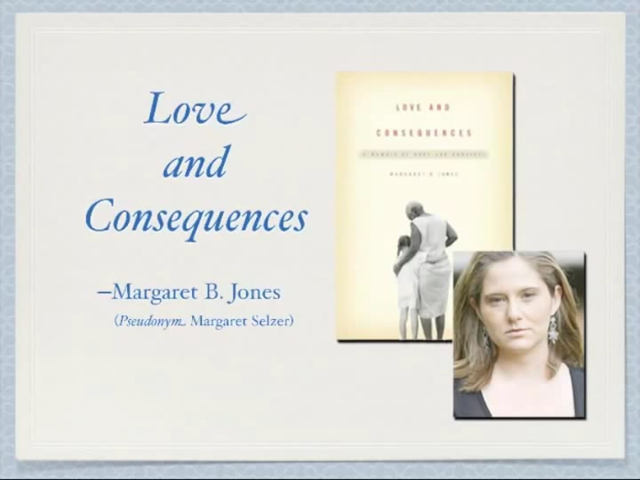 Love
and
Consequences
–Margaret B. Jones
(Pseudonym, Margaret Selzer)
LOVE AND
CONSEQUENCES
MARGARET B. JONES